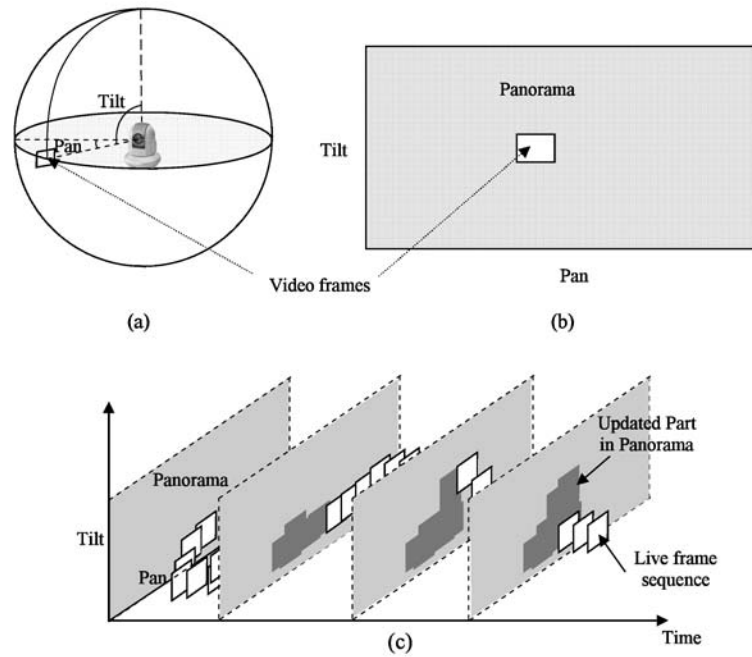 Tilt
Pan
Panorama
Tilt
Video frames
Pan
(a)
(b)
Updated Part
in Panorama
Panorama
Tilt
Pan
Live frame
sequence
Time
(c)